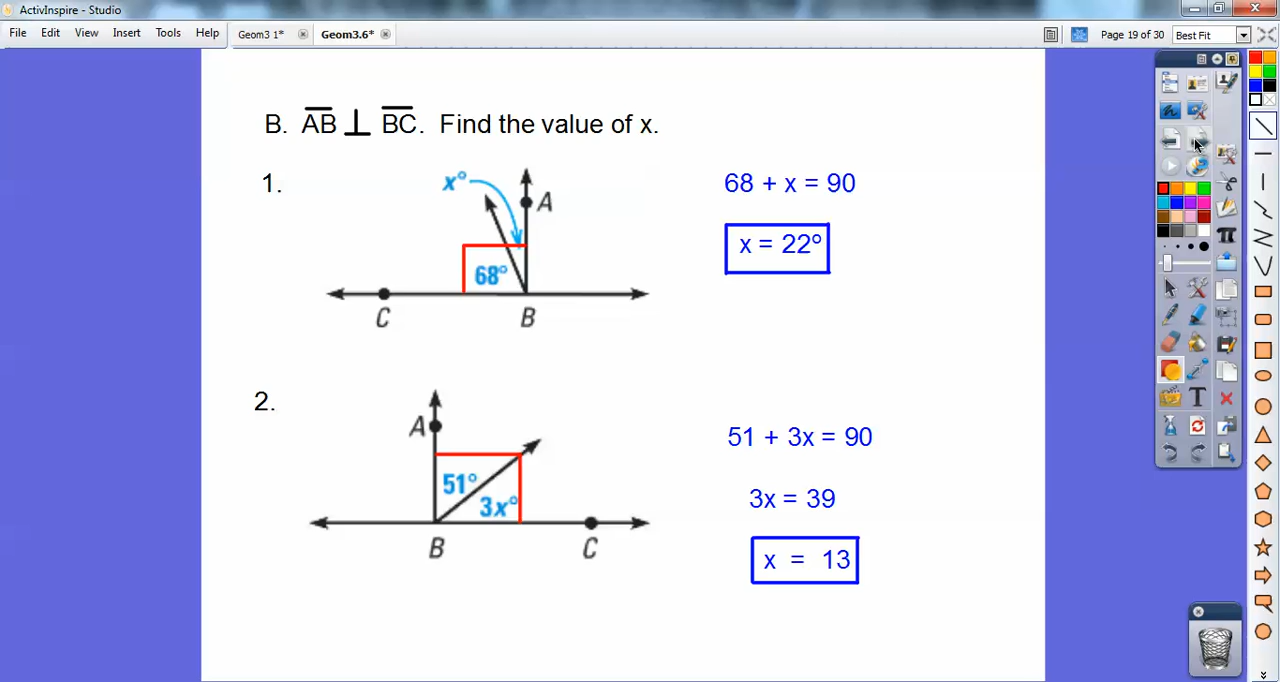 ActivInspire - Studio
File Edit View Insert Tools Help
Geom3 1* Geom3.6*
Page 19 of 30 Best Fit
B. AB ⊥ BC. Find the value of x.
1.
x°
A
68°
C
B
68 + x = 90
x = 22º
2.
A
51°
3x°
B
C
51 + 3x = 90
3x = 39
x = 13